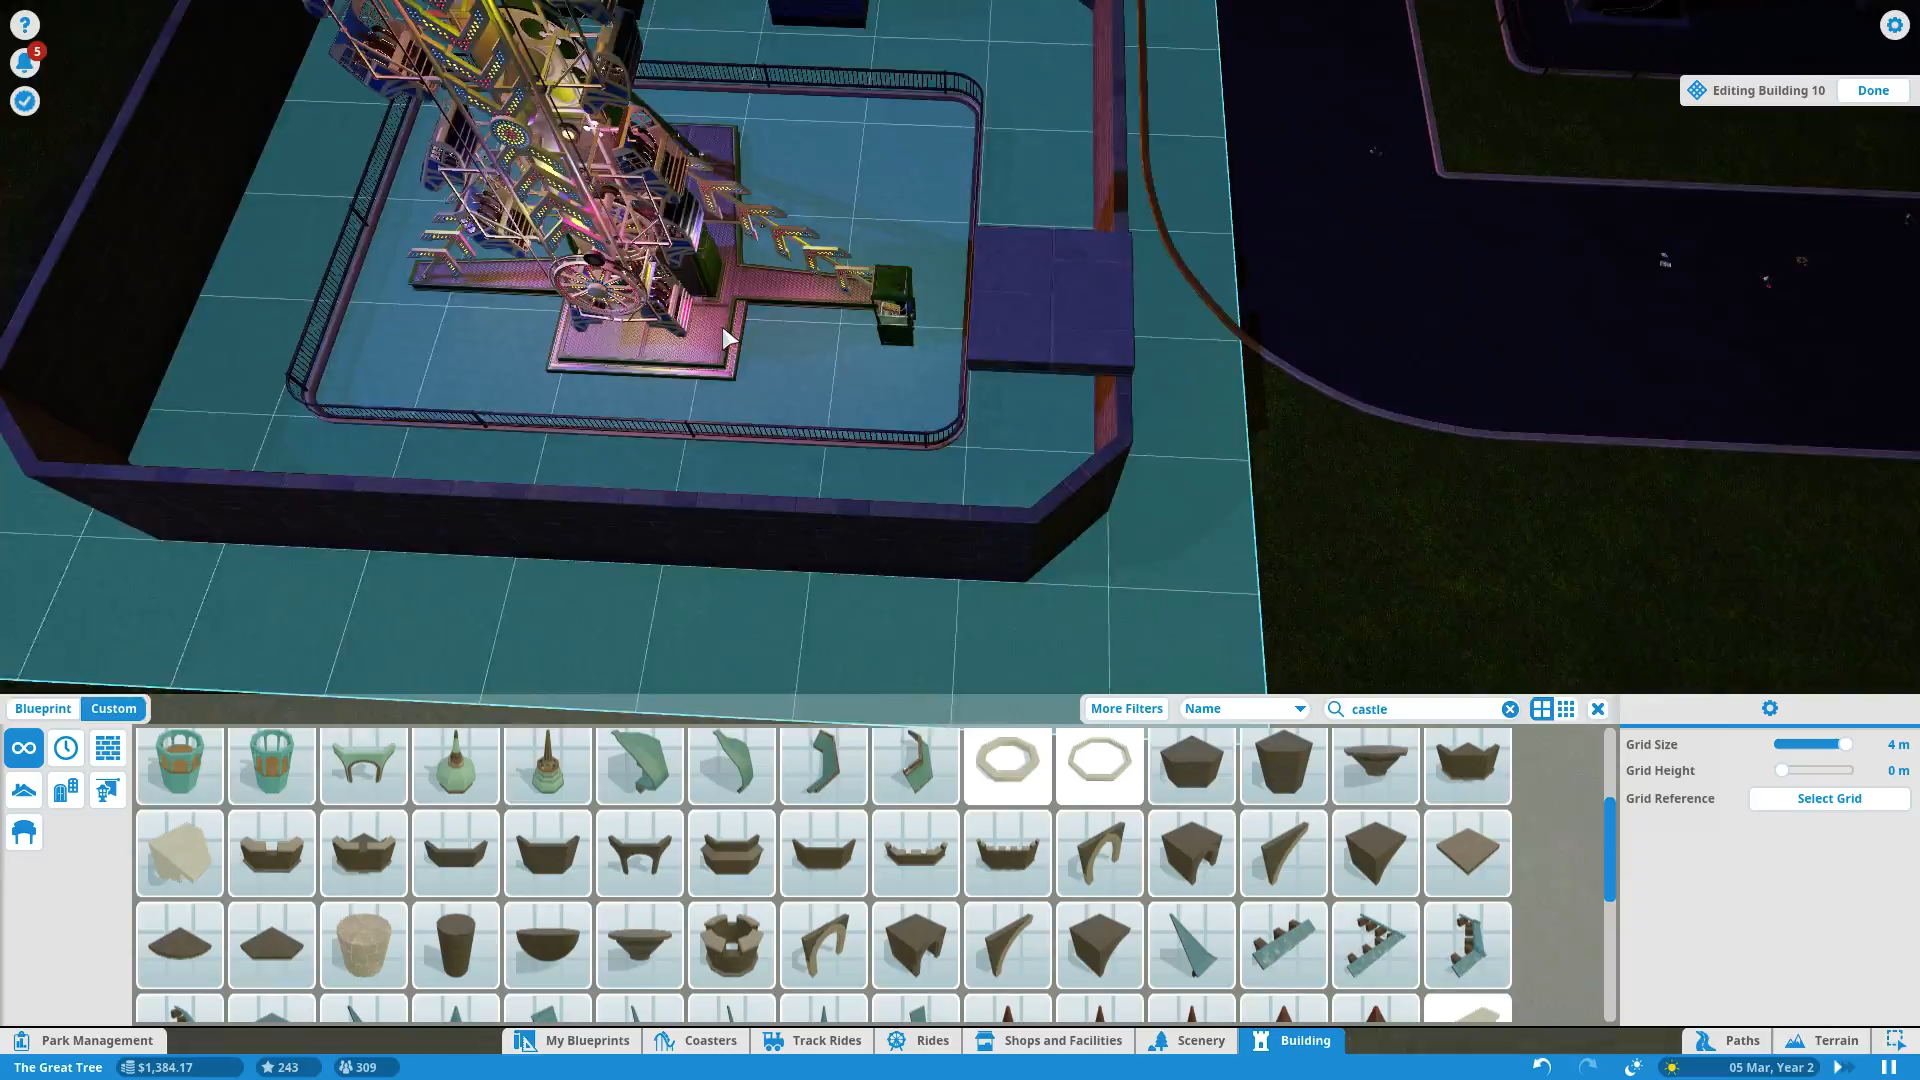 ?
5
Editing Building 10
Done
Blueprint
Custom
More Filters
Name
castle
Grid Size
4 m
Grid Height
0 m
Grid Reference
Select Grid
Park Management
My Blueprints
Coasters
Track Rides
Rides
Shops and Facilities
Scenery
Building
Paths
Terrain
The Great Tree
$1,384.17
243
309
05 Mar, Year 2